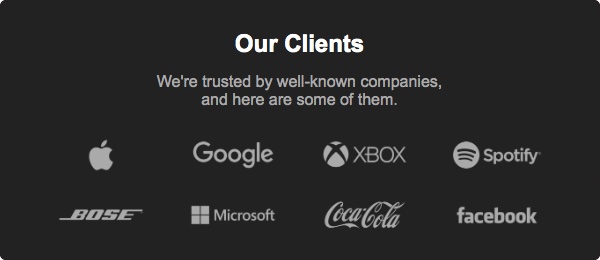 Our Clients
We're trusted by well-known companies,
and here are some of them.
Google XBOX Spotify
BOSE Microsoft Coca-Cola facebook